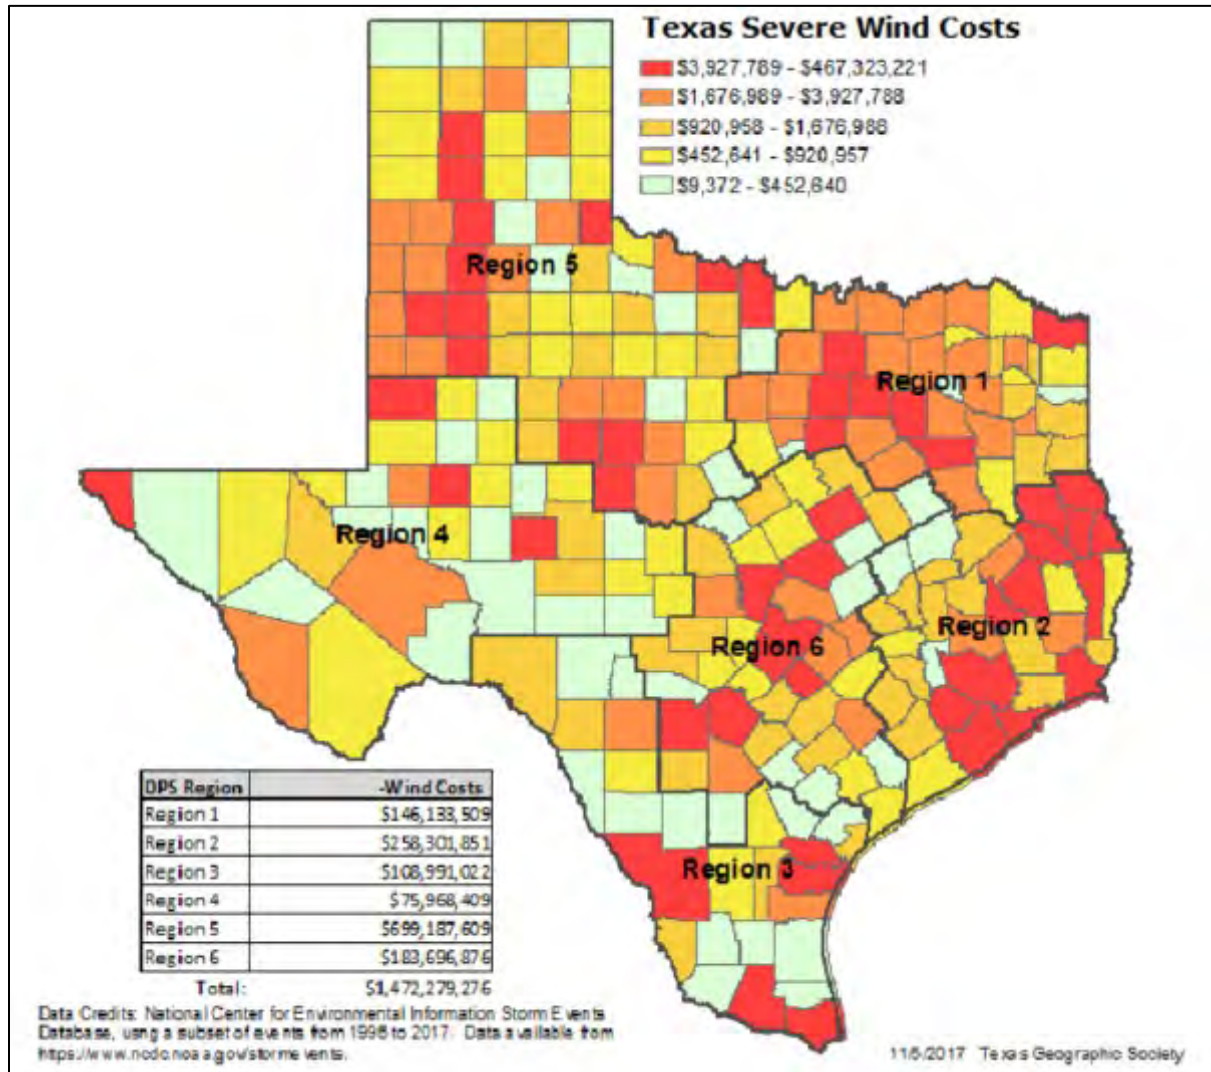 Texas Severe Wind Costs
$3,927,789 - $467,323,221
$1,676,989 - $3,927,788
$920,958 - $1,676,988
$452,641 - $920,957
$9,372 - $452,640
Region 5
Region 1
Region 4
Region 2
Region 6
Region 3
DPS Region -Wind Costs
Region 1 $146,133,509
Region 2 $258,301,851
Region 3 $108,991,022
Region 4 $75,968,409
Region 5 $699,187,609
Region 6 $183,696,876
Total: $1,472,279,276
Data Credits: National Center for Environmental Information Storm Events
Database, using a subset of events from 1996 to 2017. Data available from
https://www.ncdc.noaa.gov/stormevents.
11/6/2017 Texas Geographic Society